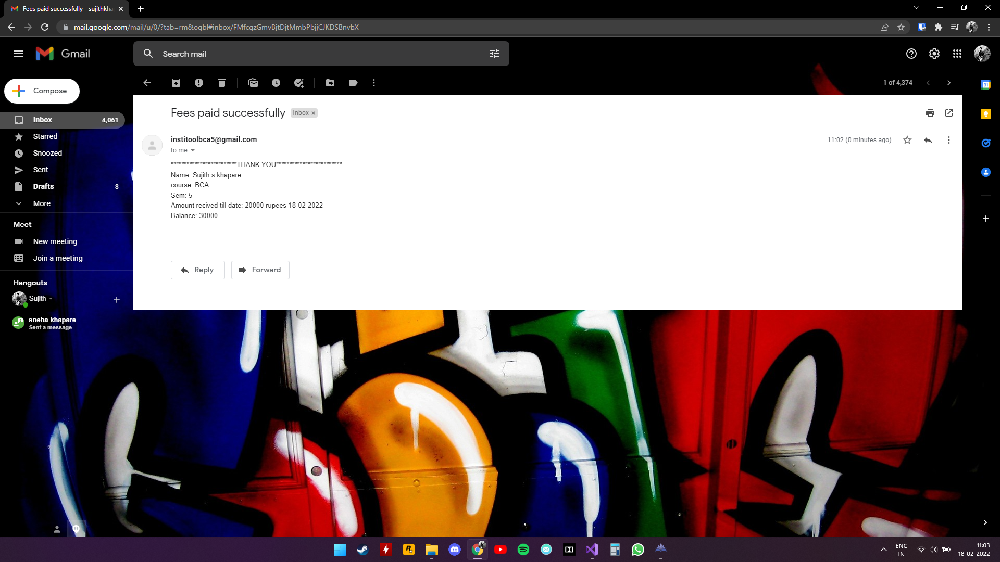 Fees paid successfully - sujithkha
mail.google.com/mail/u/0/?tab=rm&ogbl#inbox/FMfcgzGmvBjtDjtMmbPbjjCJKDSBnvbX
Gmail
Search mail
Compose
1 of 4,374
Inbox 4,061
Starred
Snoozed
Sent
Drafts 8
More
Meet
New meeting
Join a meeting
Hangouts
Sujith
sneha khapare
Sent a message
Fees paid successfully Inbox x
institoolbca5@gmail.com 11:02 (0 minutes ago)
to me
*************************THANK YOU*************************
Name: Sujith s khapare
course: BCA
Sem: 5
Amount recived till date: 20000 rupees 18-02-2022
Balance: 30000
Reply Forward
31
ENG
IN
11:03
18-02-2022